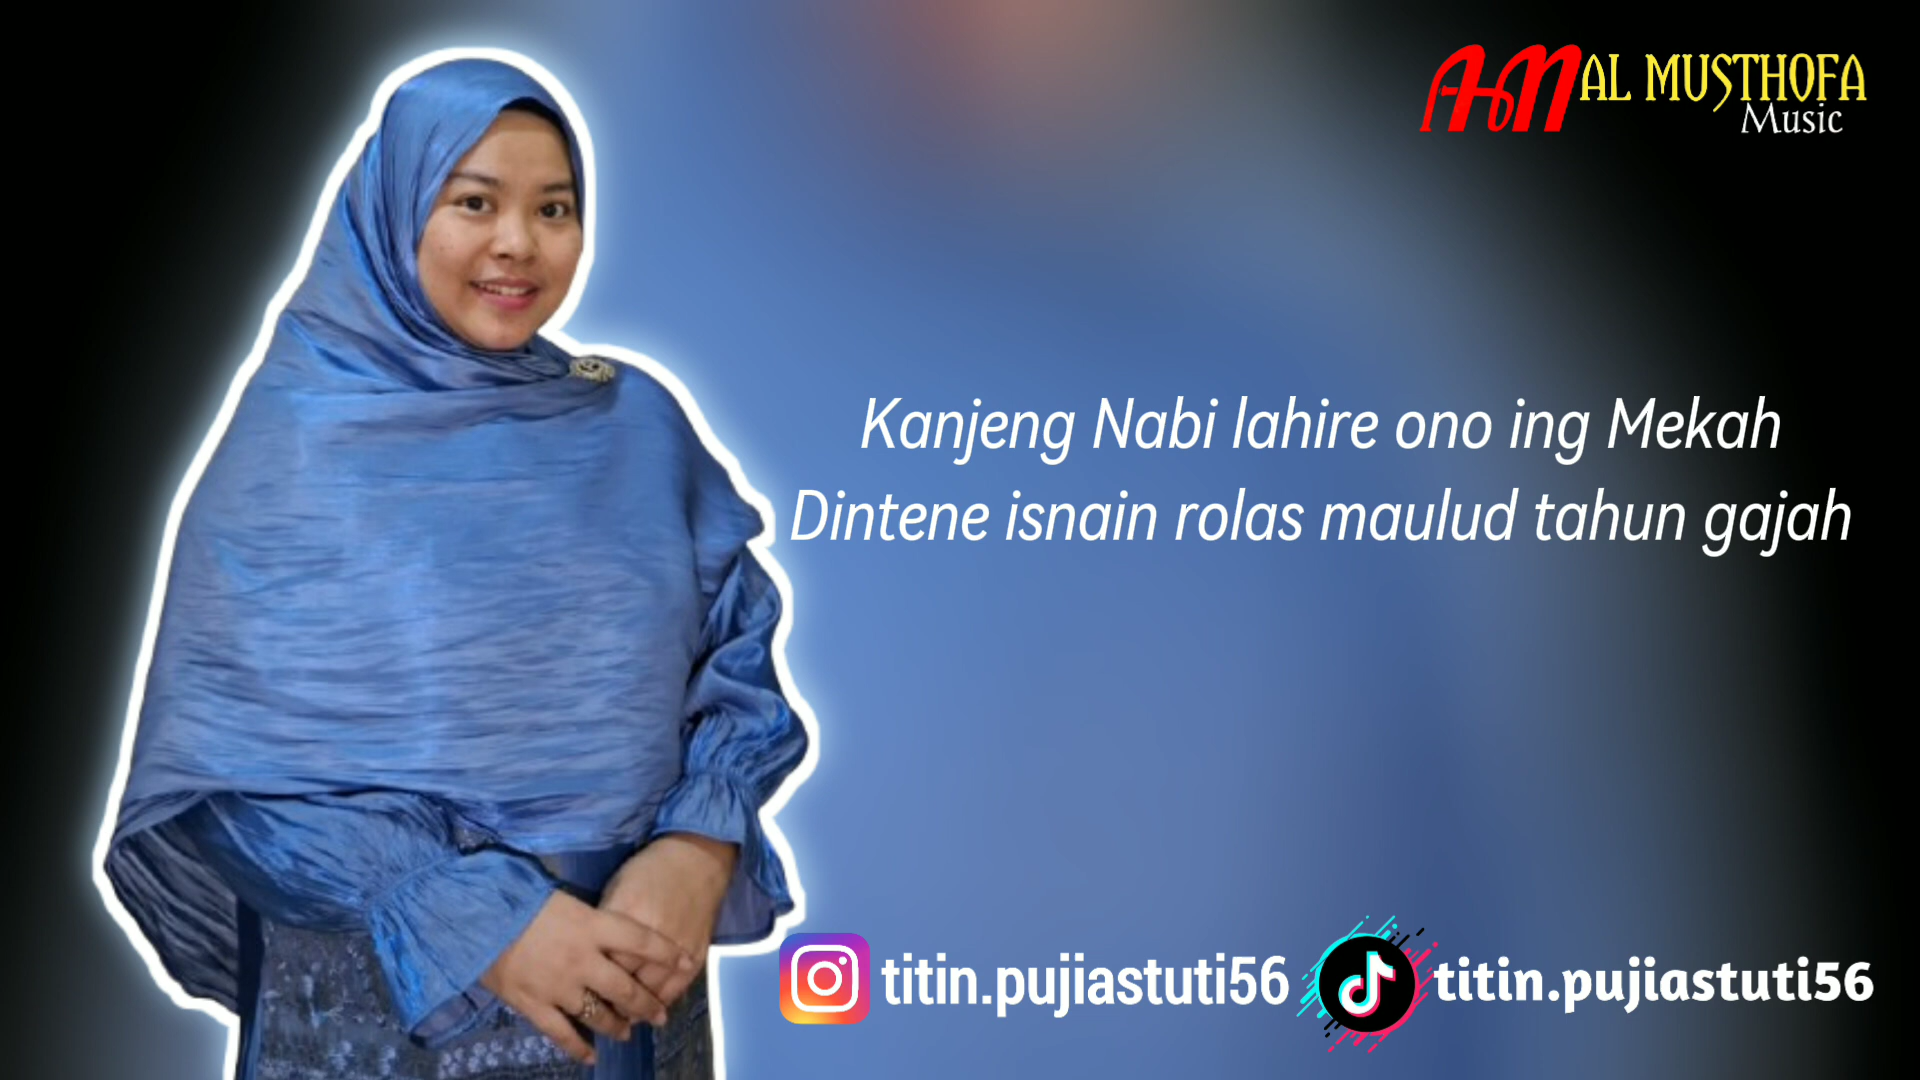 AHM AL MUSTHOFA
Music
Kanjeng Nabi lahire ono ing Mekah
Dintene isnain rolas maulud tahun gajah
titin.pujiastuti56 titin.pujiastuti56